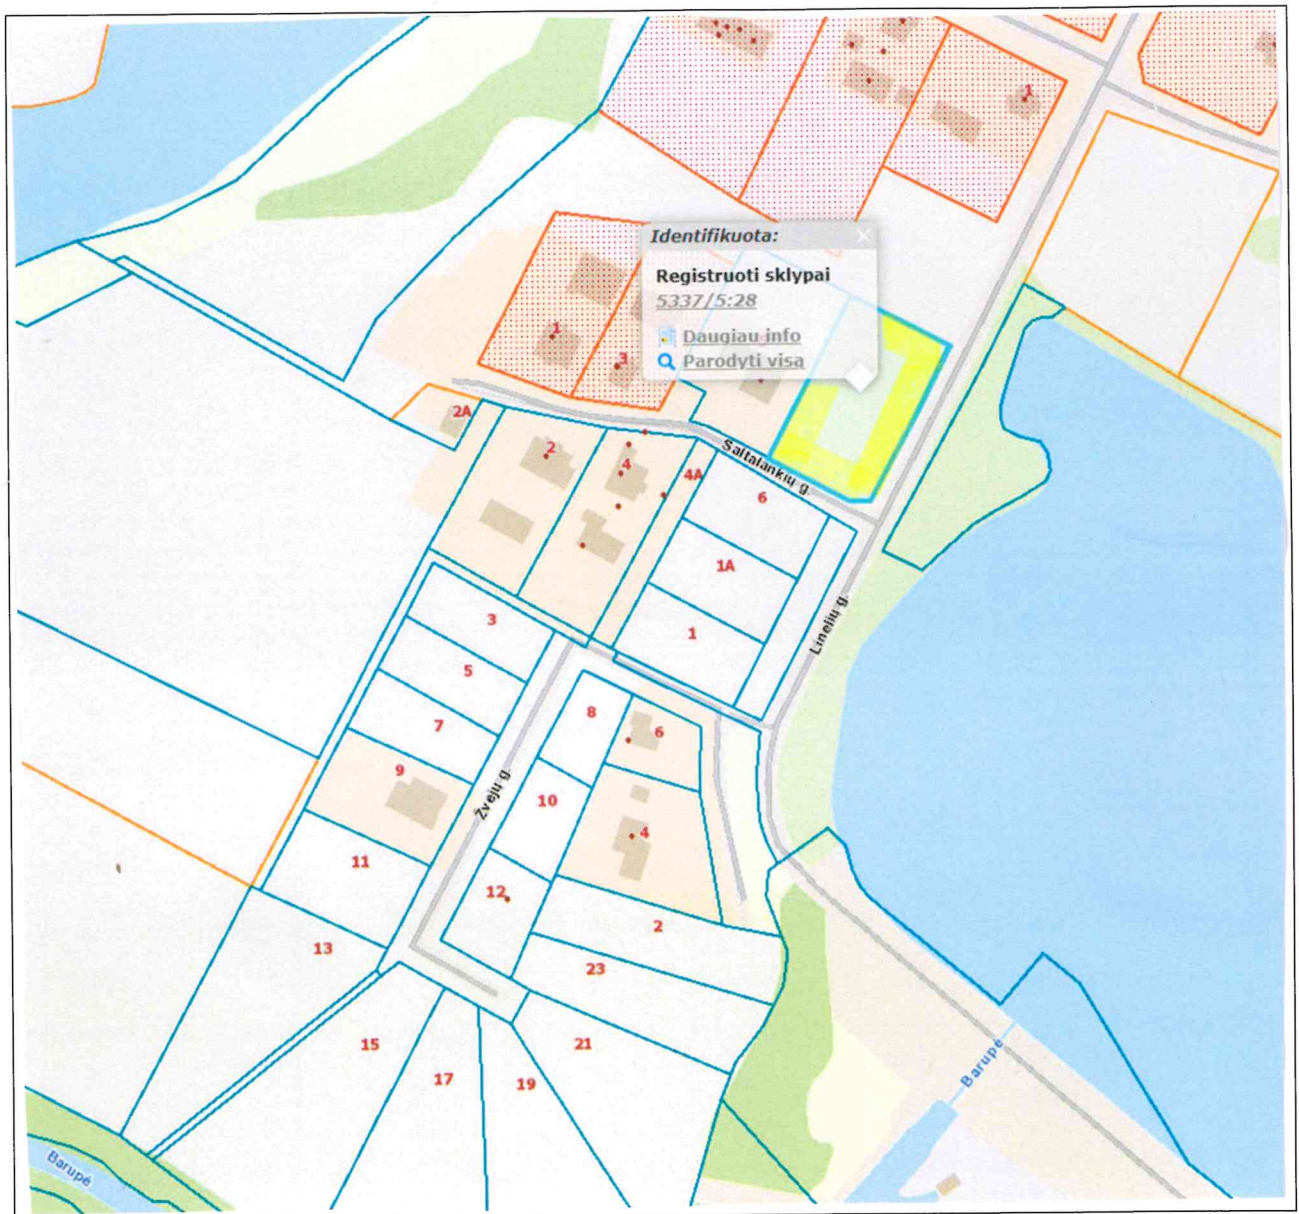 1
Identifikuota:
Registruoti sklypai
5337/5:28
Daugiau info
Parodyti visą
1
3
2A
2
4
4A
6
Šaltalankių g.
1A
1
Linelių g.
3
5
7
9
11
13
Žvejų g.
8
6
10
4
12
2
23
21
15
17
19
Barupė
Barupė